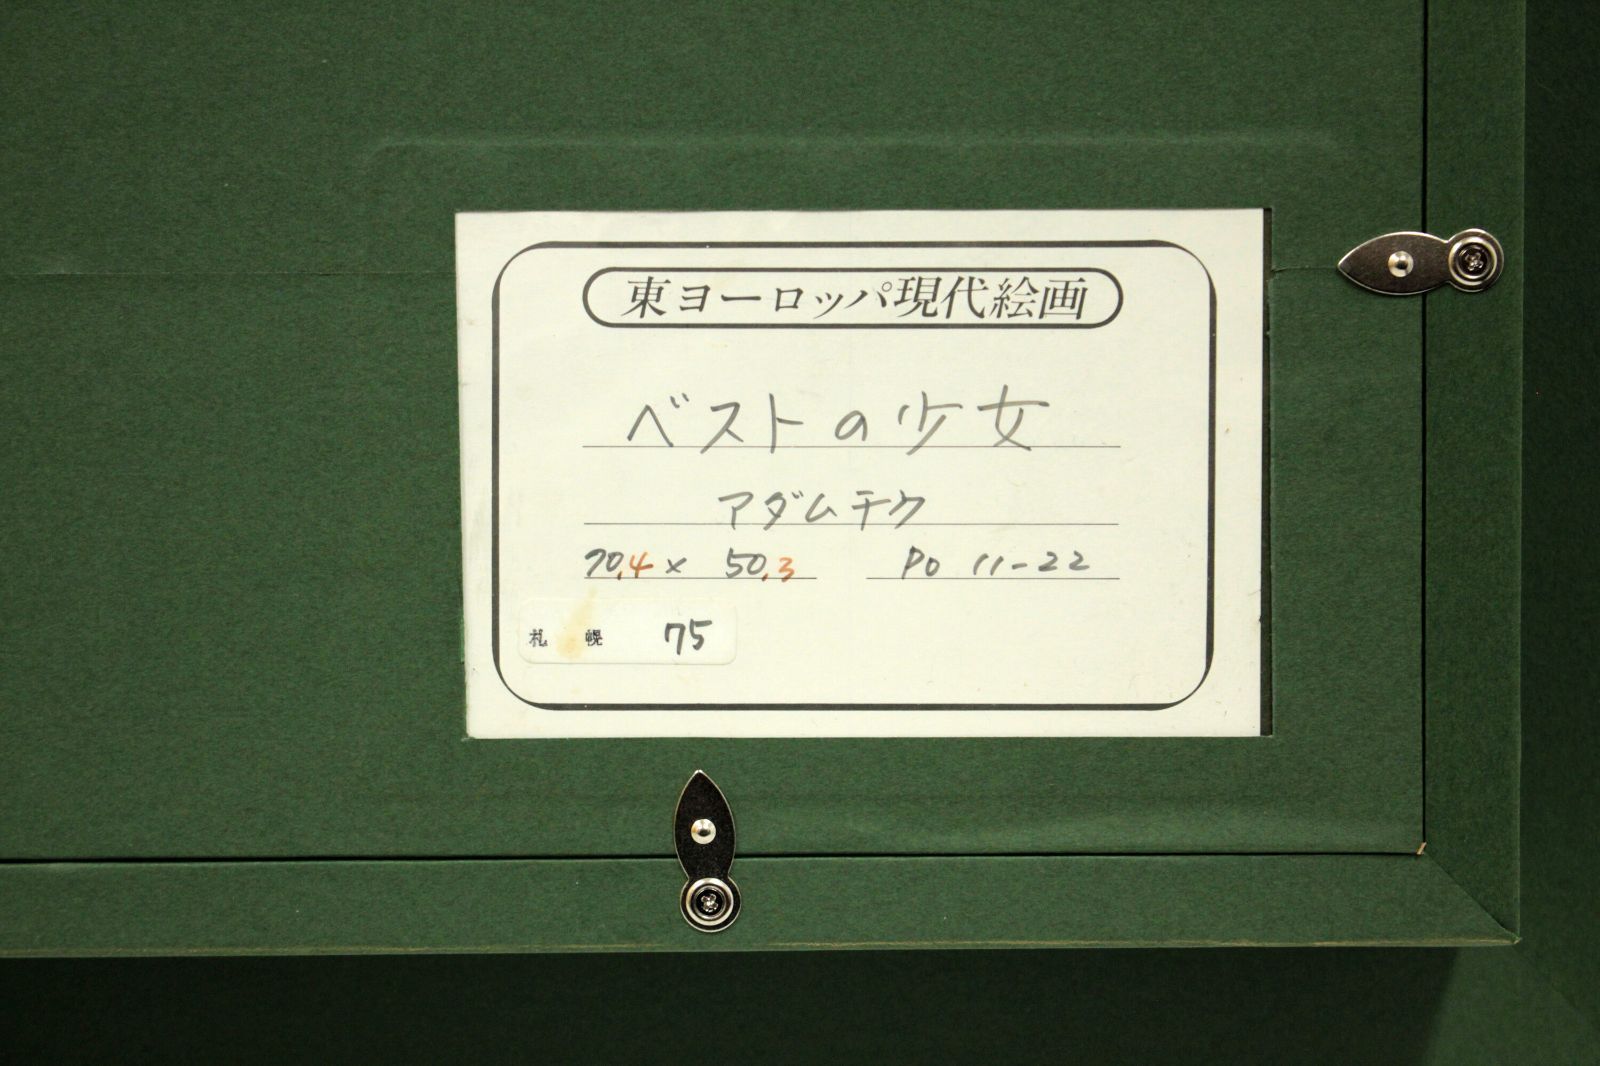 東ヨーロッパ現代絵画
ベストの少女
アダムチク
70.4 × 50.3 PO 11-22
札幌 75